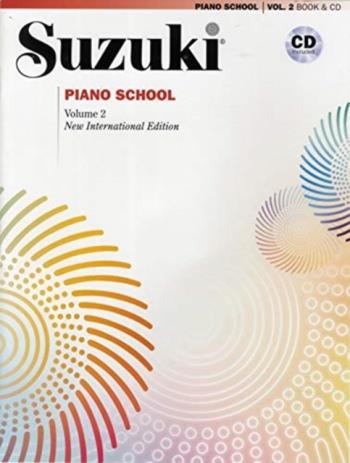 PIANO SCHOOL | VOL. 2 BOOK & CD
Suzuki®
CD
included
PIANO SCHOOL
Volume 2
New International Edition